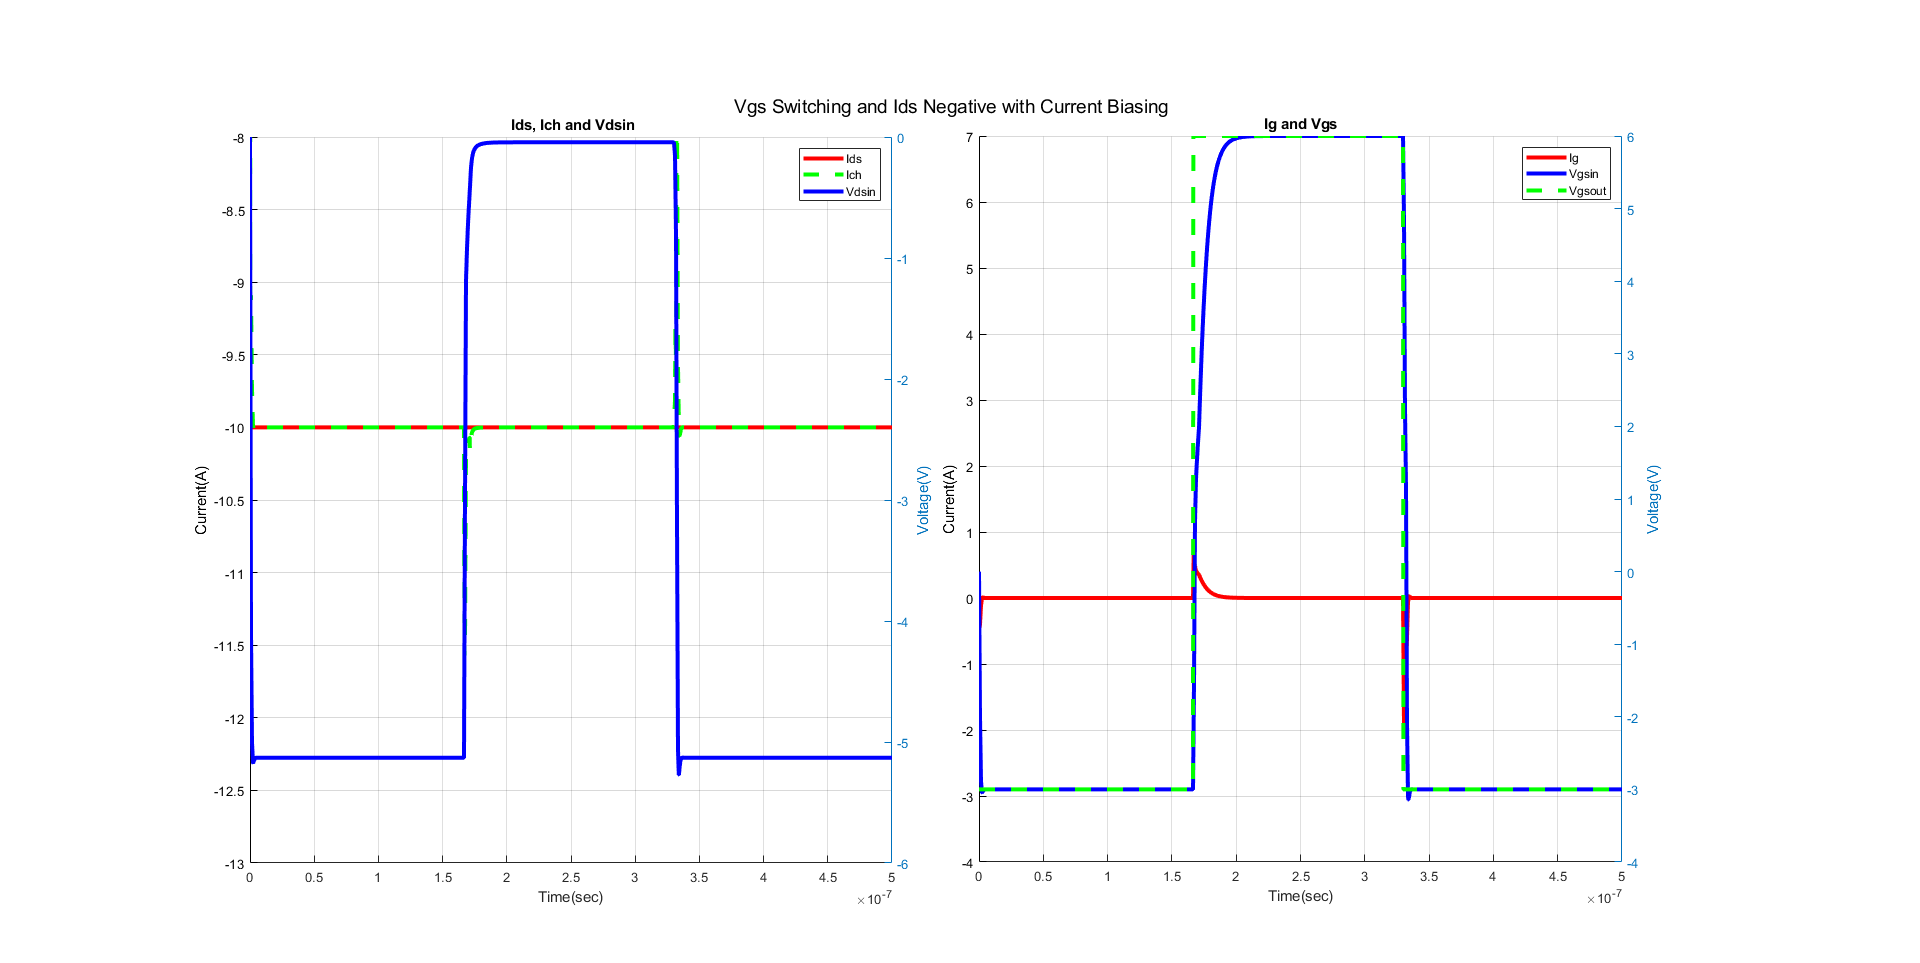 Vgs Switching and Ids Negative with Current Biasing
Ids, Ich and Vdsin
-8
-8.5
-9
-9.5
-10
-10.5
-11
-11.5
-12
-12.5
-13
Current(A)
0
-1
-2
-3
-4
-5
-6
Voltage(V)
Ids
Ich
Vdsin
0 0.5 1 1.5 2 2.5 3 3.5 4 4.5 5
Time(sec)
×10-7
Ig and Vgs
7
6
5
4
3
2
1
0
-1
-2
-3
-4
Current(A)
6
5
4
3
2
1
0
-1
-2
-3
-4
Voltage(V)
Ig
Vgsin
Vgsout
0 0.5 1 1.5 2 2.5 3 3.5 4 4.5 5
Time(sec)
×10-7